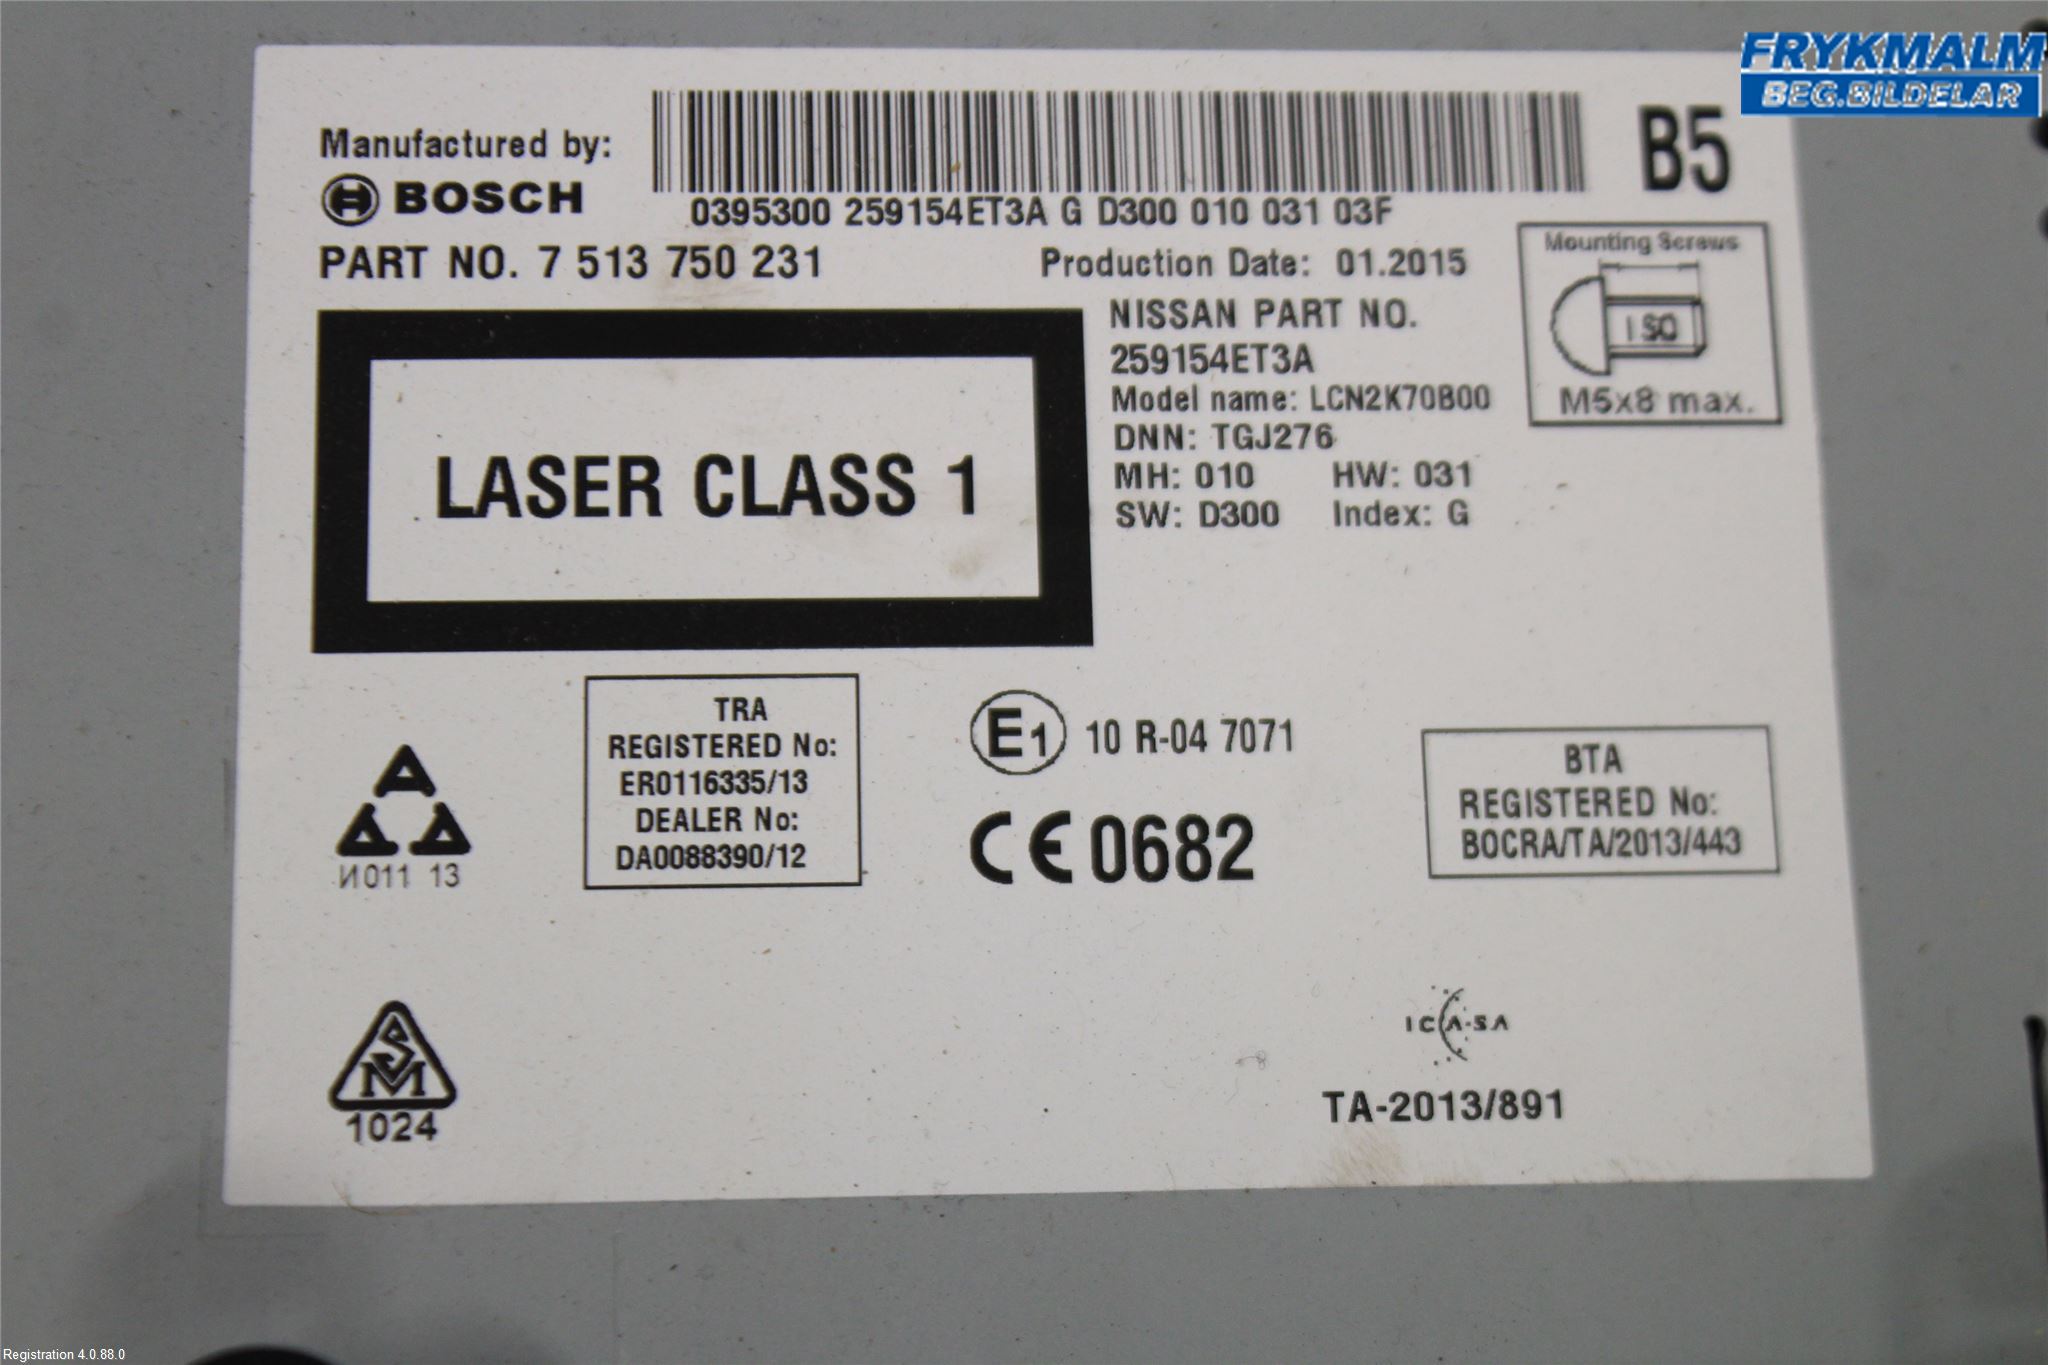 FRYKMALM
BEG.BILDELAR
Manufactured by:
BOSCH
0395300 259154ET3A G D300 010 031 03F
B5
PART NO. 7 513 750 231
Production Date: 01.2015
Mounting Screws
ISO
M5x8 max.
NISSAN PART NO.
259154ET3A
Model name: LCN2K70B00
DNN: TGJ276
MH: 010 HW: 031
SW: D300 Index: G
LASER CLASS 1
TRA
REGISTERED No:
ER0116335/13
DEALER No:
DA0088390/12
E1 10 R-04 7071
CE0682
BTA
REGISTERED No:
BOCRA/TA/2013/443
И011 13
SM
1024
ICASA
TA-2013/891
Registration 4.0.88.0